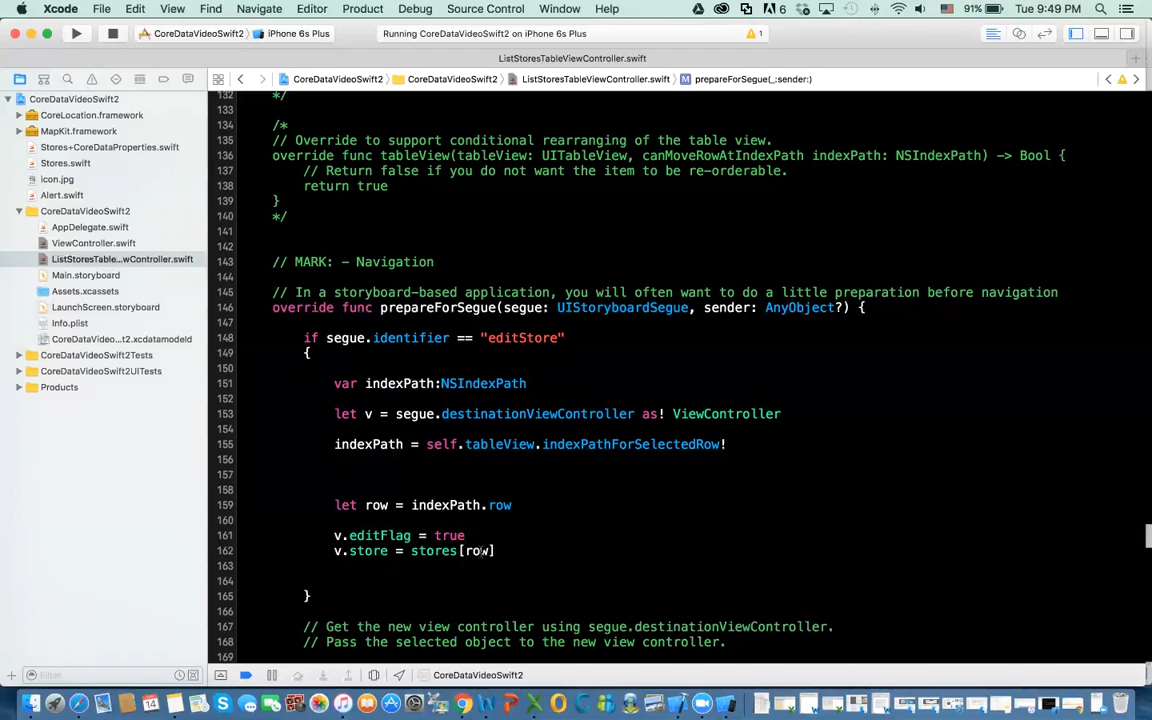 Xcode File Edit View Find Navigate Editor Product Debug Source Control Window Help 6 91% Tue 9:49 PM
CoreDataVideoSwift2 iPhone 6s Plus Running CoreDataVideoSwift2 on iPhone 6s Plus 1
ListStoresTableViewController.swift
CoreDataVideoSwift2 CoreDataVideoSwift2 ListStoresTableViewController.swift M prepareForSegue(_:sender:)
CoreDataVideoSwift2
CoreLocation.framework
MapKit.framework
Stores+CoreDataProperties.swift
Stores.swift
icon.jpg
Alert.swift
CoreDataVideoSwift2
AppDelegate.swift
ViewController.swift
ListStoresTable...wController.swift
Main.storyboard
Assets.xcassets
LaunchScreen.storyboard
Info.plist
CoreDataVideo...t2.xcdatamodeld
CoreDataVideoSwift2Tests
CoreDataVideoSwift2UITests
Products
Filter
132 */
133
134 /*
135 // Override to support conditional rearranging of the table view.
136 override func tableView(tableView: UITableView, canMoveRowAtIndexPath indexPath: NSIndexPath) -> Bool {
137 // Return false if you do not want the item to be re-orderable.
138 return true
139 }
140 */
141
142
143 // MARK: - Navigation
144
145 // In a storyboard-based application, you will often want to do a little preparation before navigation
146 override func prepareForSegue(segue: UIStoryboardSegue, sender: AnyObject?) {
147
148 if segue.identifier == "editStore"
149 {
150
151 var indexPath:NSIndexPath
152
153 let v = segue.destinationViewController as! ViewController
154
155 indexPath = self.tableView.indexPathForSelectedRow!
156
157
158
159 let row = indexPath.row
160
161 v.editFlag = true
162 v.store = stores[row]
163
164
165 }
166
167 // Get the new view controller using segue.destinationViewController.
168 // Pass the selected object to the new view controller.
169
CoreDataVideoSwift2